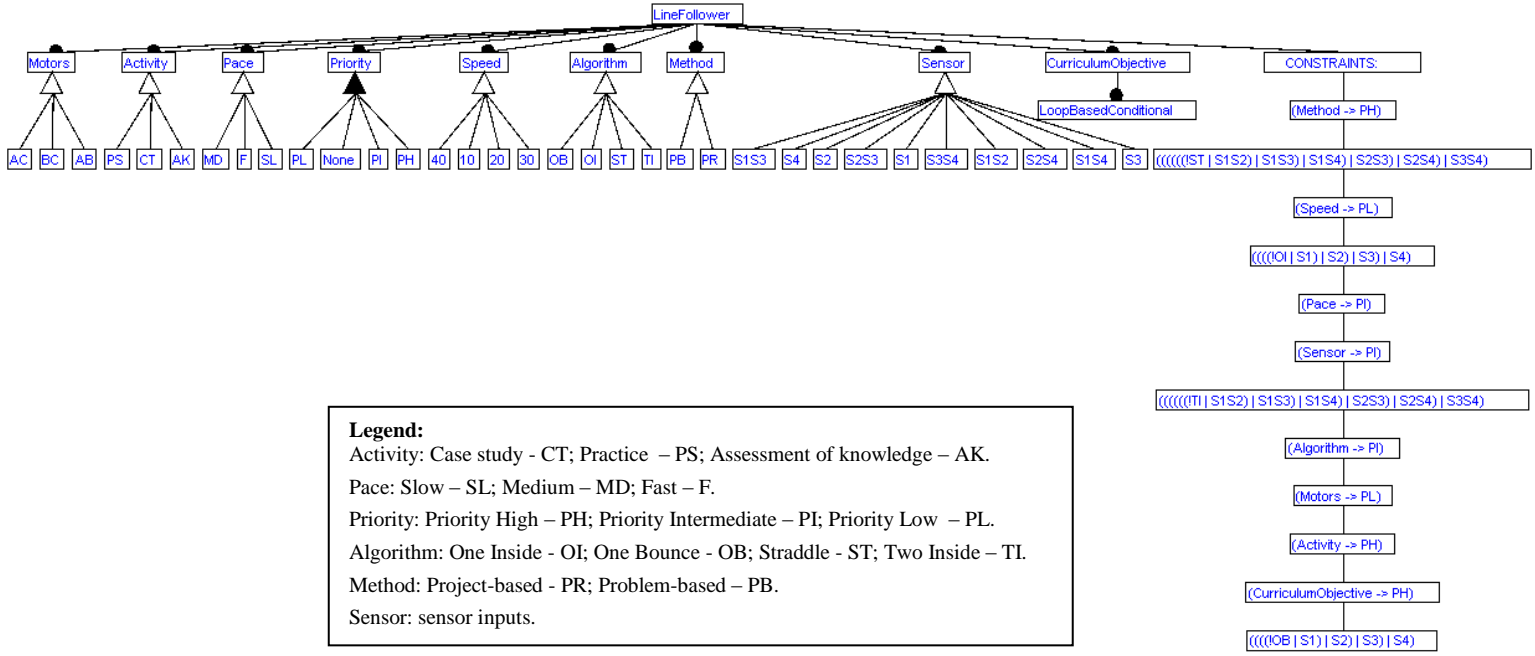 LineFollower
Motors Activity Pace Priority Speed Algorithm Method Sensor CurriculumObjective CONSTRAINTS:
LoopBasedConditional
(Method -> PH)
AC BC AB PS CT AK MD F SL PL None PI PH 40 10 20 30 OB OI ST TI PB PR S1S3 S4 S2 S2S3 S1 S3S4 S1S2 S2S4 S1S4 S3
((((((!ST | S1S2) | S1S3) | S1S4) | S2S3) | S2S4) | S3S4)
(Speed -> PL)
((((!OI | S1) | S2) | S3) | S4)
(Pace -> PI)
(Sensor -> PI)
((((((!TI | S1S2) | S1S3) | S1S4) | S2S3) | S2S4) | S3S4)
(Algorithm -> PI)
(Motors -> PL)
(Activity -> PH)
(CurriculumObjective -> PH)
((((!OB | S1) | S2) | S3) | S4)
Legend:
Activity: Case study - CT; Practice – PS; Assessment of knowledge – AK.
Pace: Slow – SL; Medium – MD; Fast – F.
Priority: Priority High – PH; Priority Intermediate – PI; Priority Low – PL.
Algorithm: One Inside - OI; One Bounce - OB; Straddle - ST; Two Inside – TI.
Method: Project-based - PR; Problem-based – PB.
Sensor: sensor inputs.